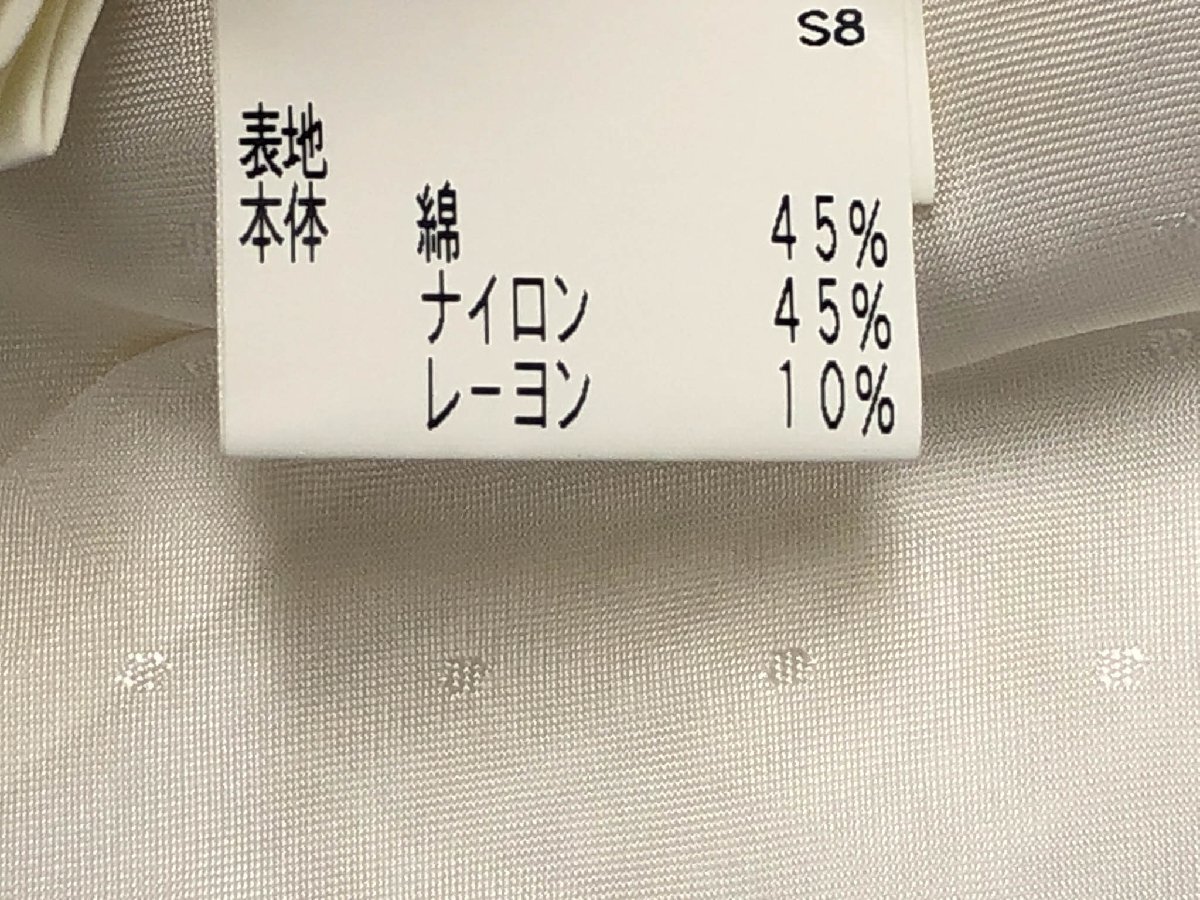 S8
表地
本体 綿 45%
ナイロン 45%
レーヨン 10%